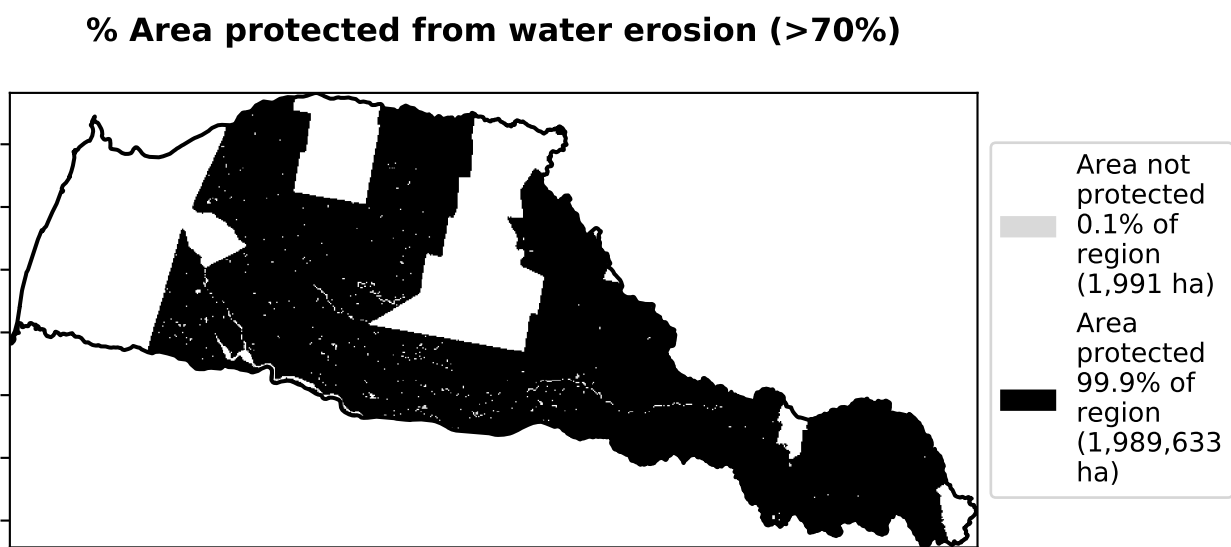 % Area protected from water erosion (>70%)
Area not
protected
0.1% of
region
(1,991 ha)
Area
protected
99.9% of
region
(1,989,633
ha)